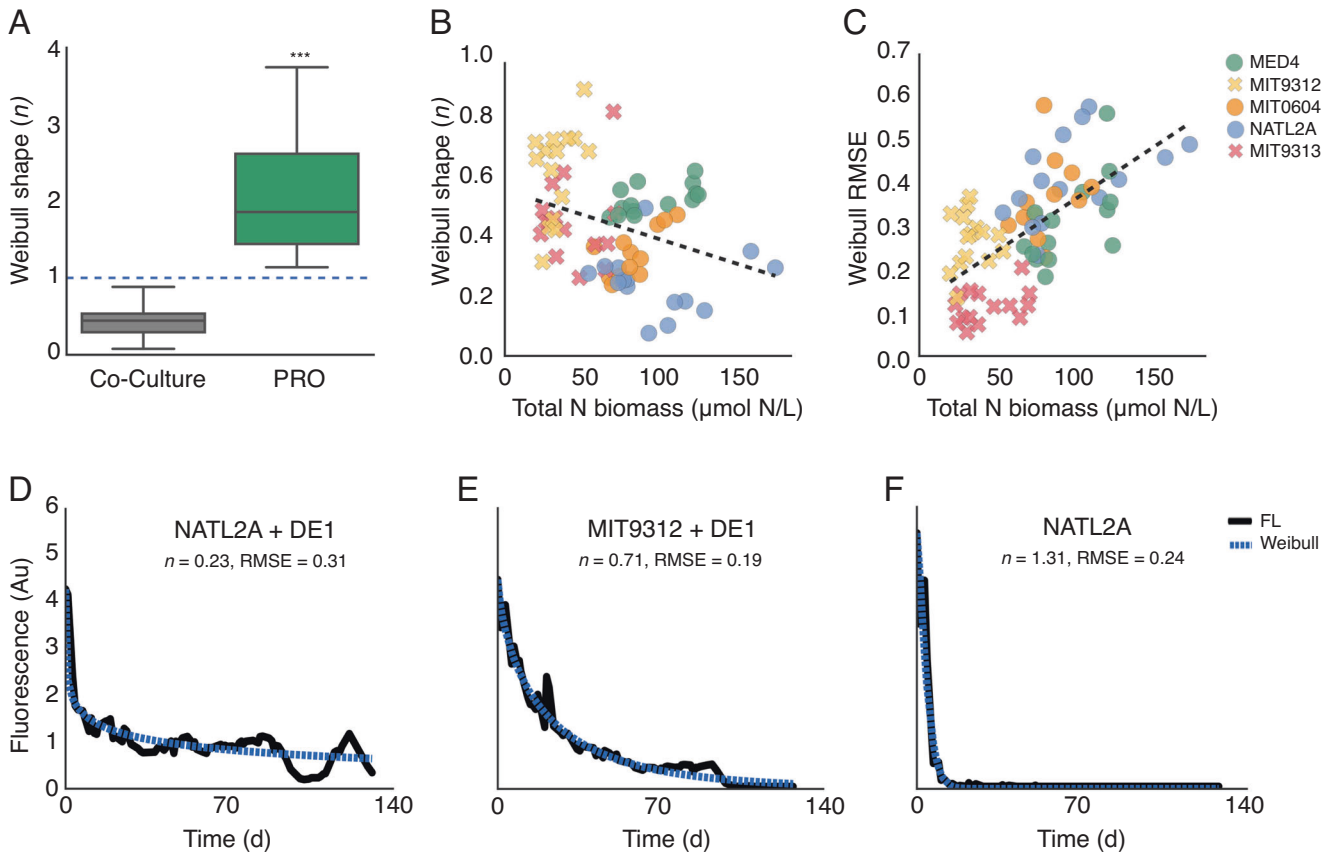 A
Weibull shape (n)
4
3
2
1
0
***
Co-Culture
PRO
B
Weibull shape (n)
1.0
0.8
0.6
0.4
0.2
0.0
0
50
100
150
Total N biomass (µmol N/L)
C
Weibull RMSE
0.7
0.6
0.5
0.4
0.3
0.2
0.1
0.0
0
50
100
150
Total N biomass (µmol N/L)
MED4
MIT9312
MIT0604
NATL2A
MIT9313
D
Fluorescence (Au)
6
5
4
3
2
1
0
NATL2A + DE1
n = 0.23, RMSE = 0.31
0
70
140
Time (d)
E
MIT9312 + DE1
n = 0.71, RMSE = 0.19
0
70
140
Time (d)
F
NATL2A
n = 1.31, RMSE = 0.24
0
70
140
Time (d)
FL
Weibull